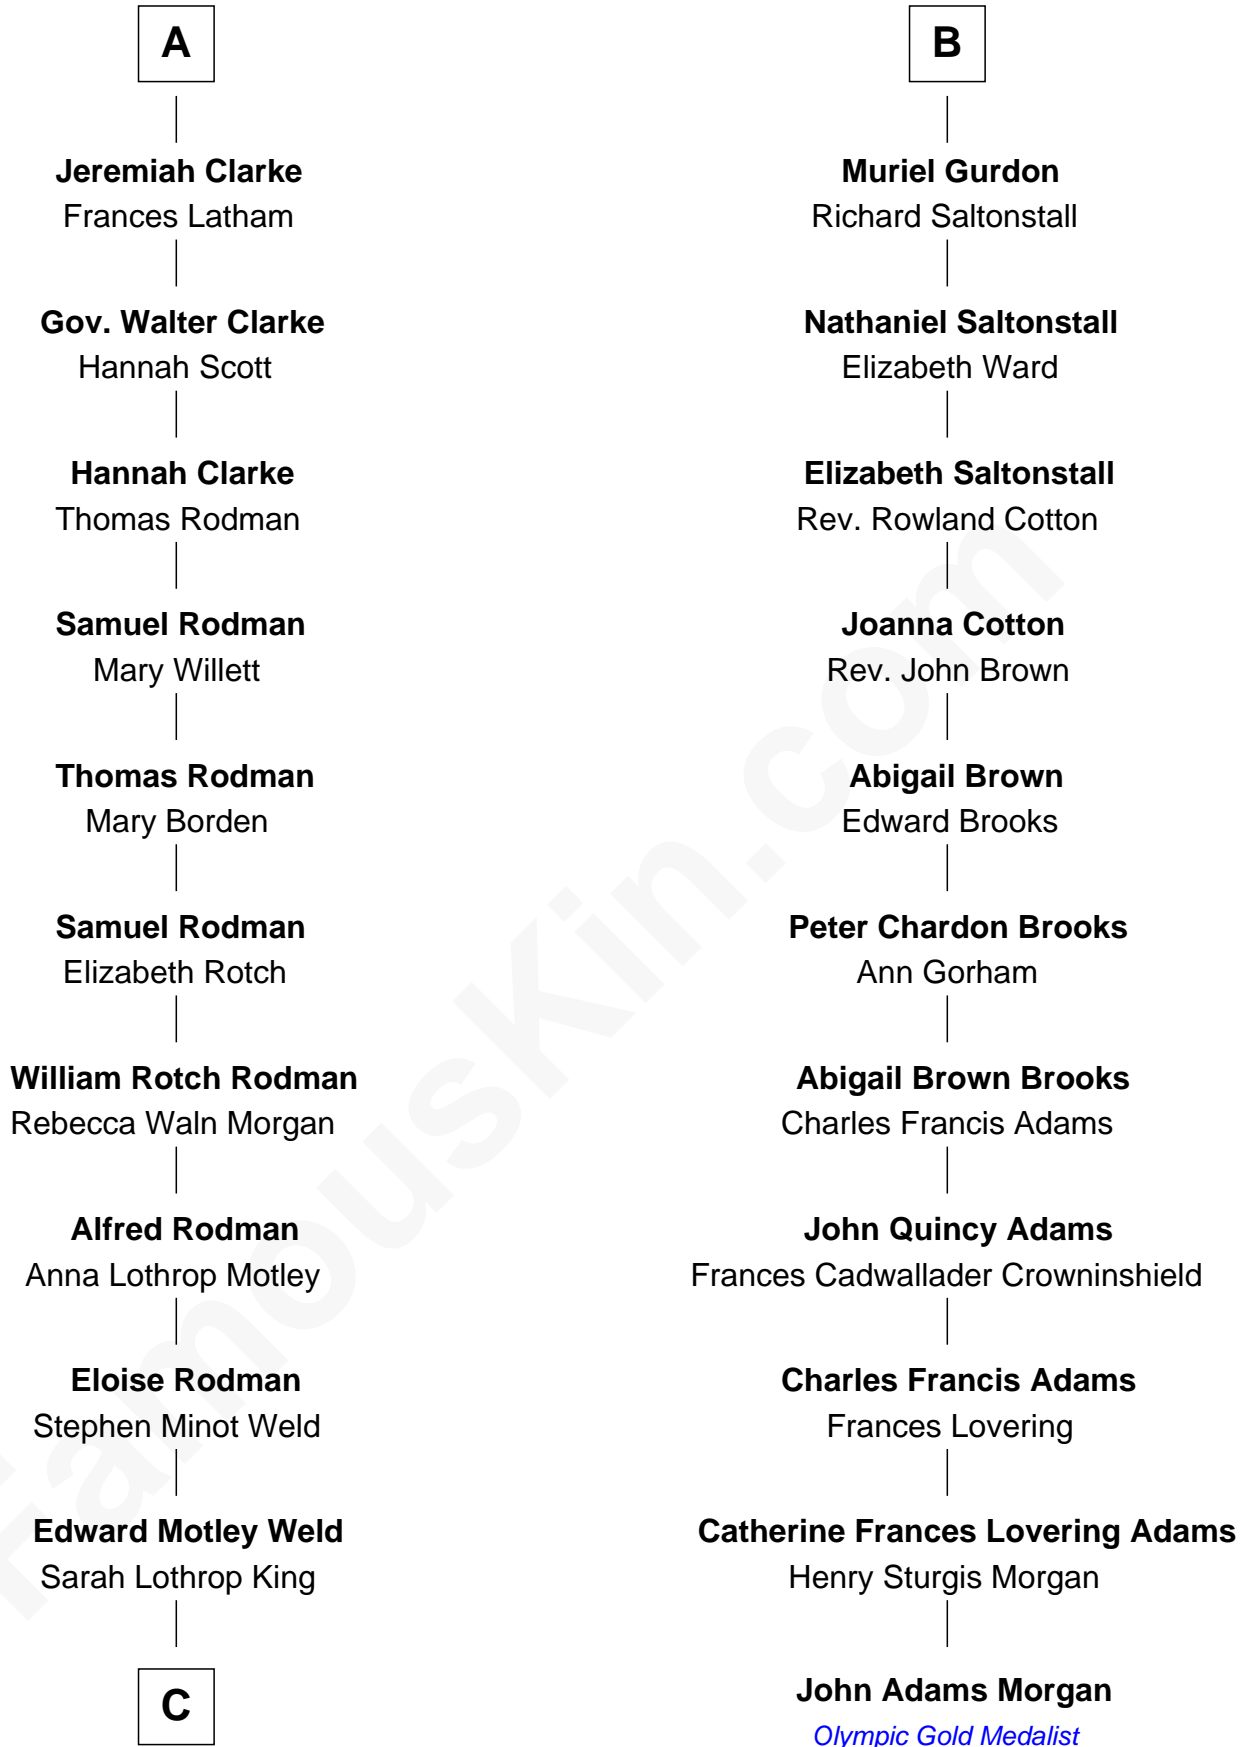 A
Jeremiah Clarke
Frances Latham
Gov. Walter Clarke
Hannah Scott
Hannah Clarke
Thomas Rodman
Samuel Rodman
Mary Willett
Thomas Rodman
Mary Borden
Samuel Rodman
Elizabeth Rotch
William Rotch Rodman
Rebecca Waln Morgan
Alfred Rodman
Anna Lothrop Motley
Eloise Rodman
Stephen Minot Weld
Edward Motley Weld
Sarah Lothrop King
C
B
Muriel Gurdon
Richard Saltonstall
Nathaniel Saltonstall
Elizabeth Ward
Elizabeth Saltonstall
Rev. Rowland Cotton
Joanna Cotton
Rev. John Brown
Abigail Brown
Edward Brooks
Peter Chardon Brooks
Ann Gorham
Abigail Brown Brooks
Charles Francis Adams
John Quincy Adams
Frances Cadwallader Crowninshield
Charles Francis Adams
Frances Lovering
Catherine Frances Lovering Adams
Henry Sturgis Morgan
John Adams Morgan
Olympic Gold Medalist
FamousKin.com